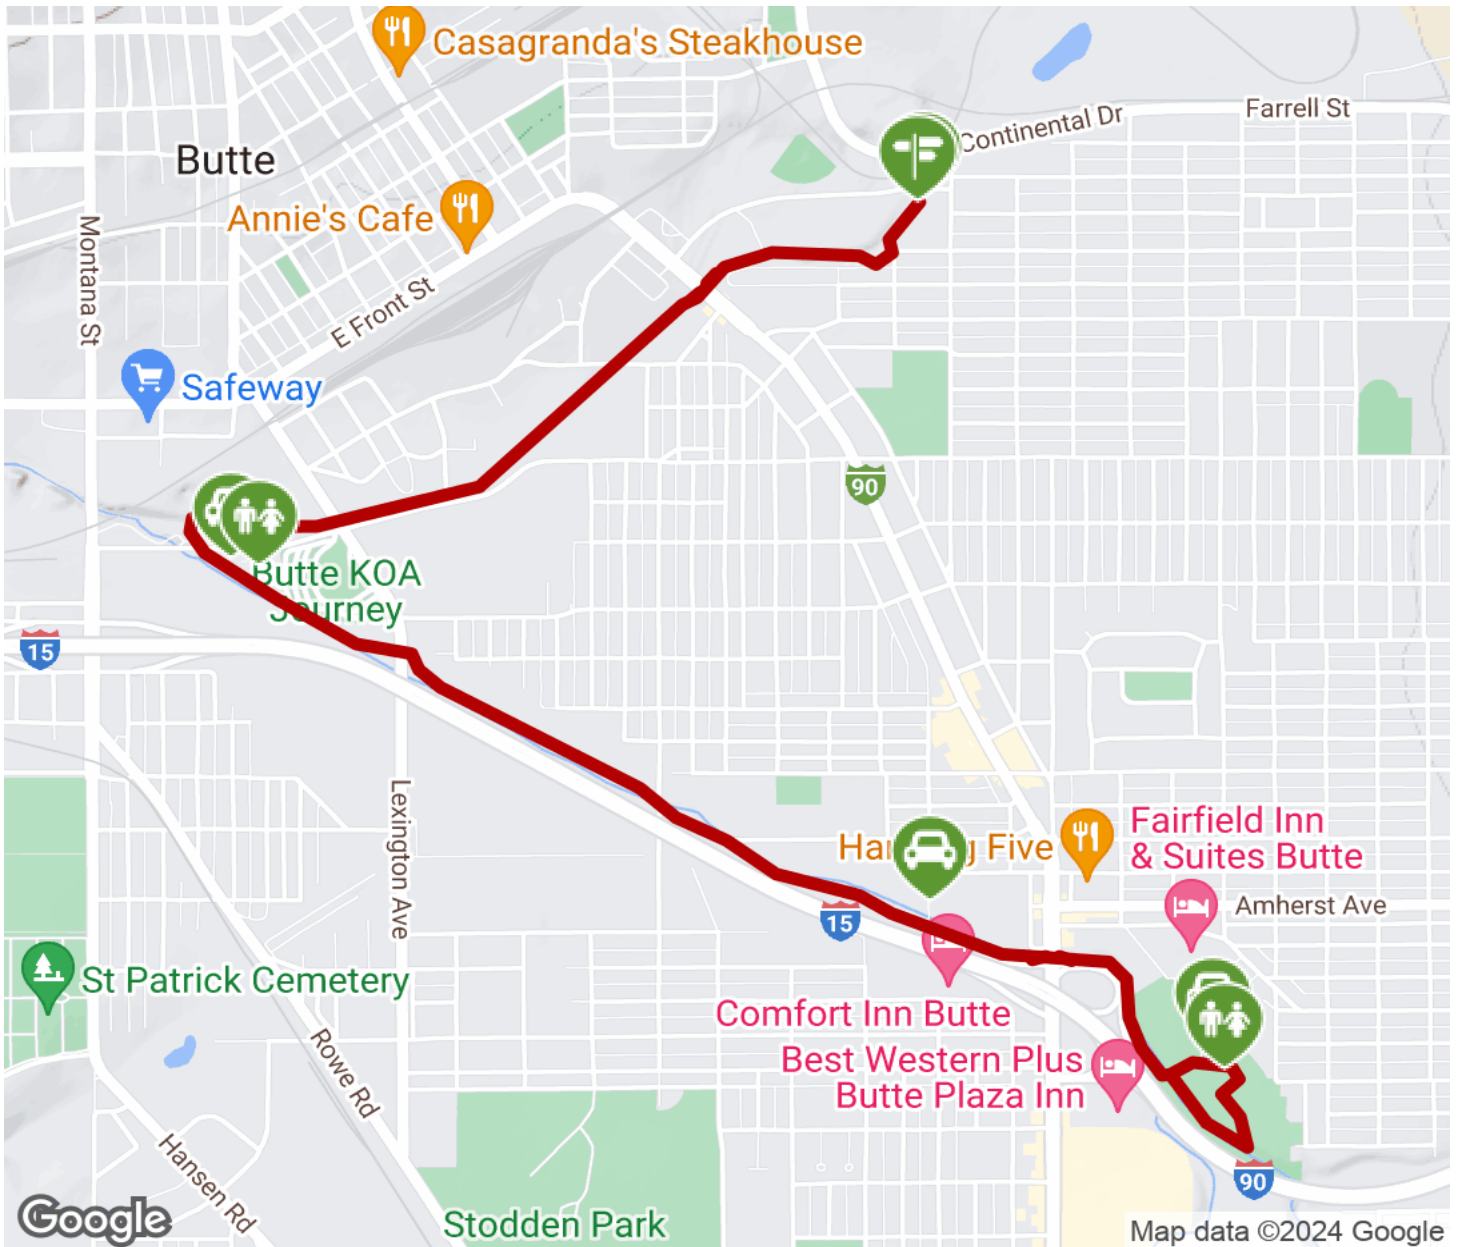 Casagranda's Steakhouse
Continental Dr
Farrell St
Butte
Annie's Cafe
Montana St
E Front St
Safeway
90
Butte KOA
Journey
15
Lexington Ave
Five
Fairfield Inn
& Suites Butte
15
Amherst Ave
St Patrick Cemetery
Comfort Inn Butte
Best Western Plus
Butte Plaza Inn
Rowe Rd
Hansen Rd
90
Google
Stodden Park
Map data ©2024 Google